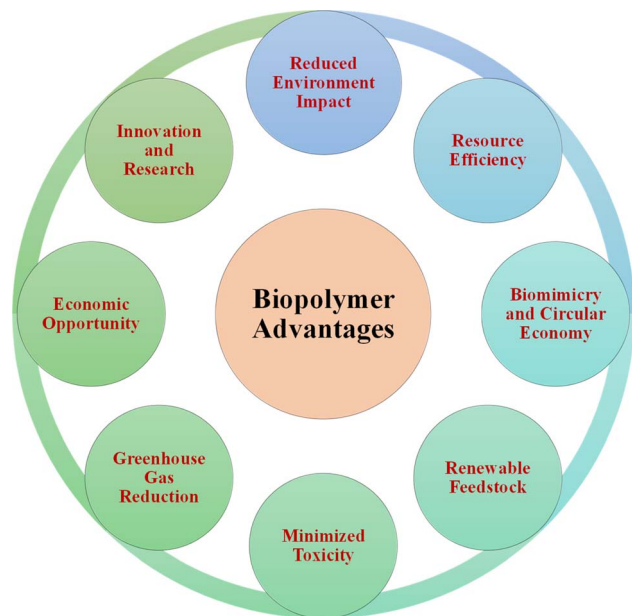 Reduced
Environment
Impact
Resource
Efficiency
Biomimicry
and Circular
Economy
Renewable
Feedstock
Minimized
Toxicity
Greenhouse
Gas
Reduction
Economic
Opportunity
Innovation
and
Research
Biopolymer
Advantages